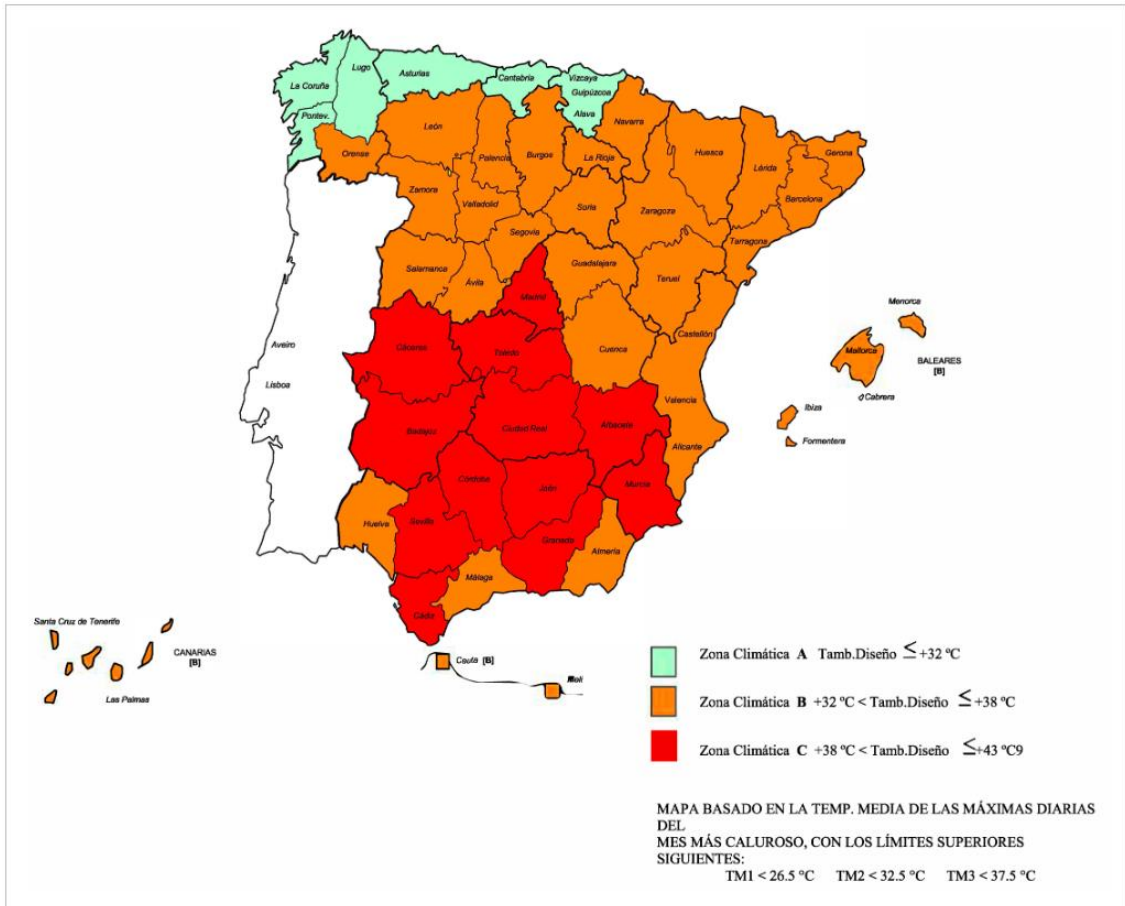 Lugo
Asturias
Cantabria
Vizcaya
La Coruña
Guipúzcoa
Pontev.
Alava
León
Navarra
Orense
Palencia
Burgos
La Rioja
Huesca
Lérida
Gerona
Zamora
Valladolid
Soria
Zaragoza
Barcelona
Segovia
Tarragona
Salamanca
Ávila
Guadalajara
Teruel
Madrid
Menorca
Castellón
Aveiro
Cáceres
Toledo
Cuenca
Mallorca
BALEARES
[B]
Lisboa
Valencia
Cabrera
Ibiza
Badajoz
Ciudad Real
Albacete
Alicante
Formentera
Córdoba
Jaén
Murcia
Huelva
Sevilla
Granada
Almería
Málaga
Cádiz
Santa Cruz de Tenerife
CANARIAS
[B]
Las Palmas
Ceuta [B]
Zona Climática A Tamb.Diseño ≤ +32 ºC
Zona Climática B +32 ºC < Tamb.Diseño ≤ +38 ºC
Zona Climática C +38 ºC < Tamb.Diseño ≤ +43 ºC9
MAPA BASADO EN LA TEMP. MEDIA DE LAS MÁXIMAS DIARIAS
DEL
MES MÁS CALUROSO, CON LOS LÍMITES SUPERIORES
SIGUIENTES:
TM1 < 26.5 ºC TM2 < 32.5 ºC TM3 < 37.5 ºC